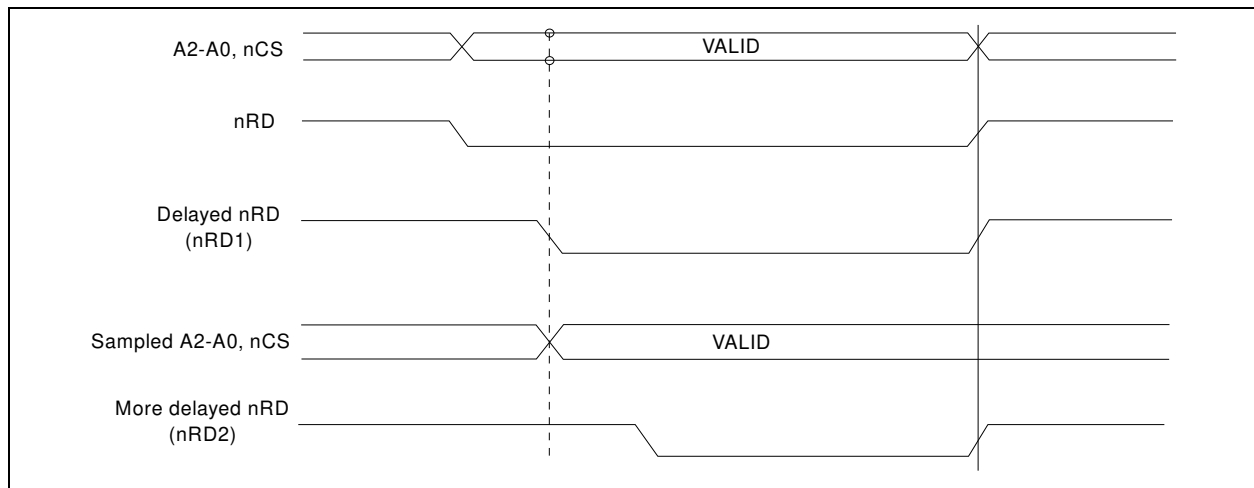 A2-A0, nCS
VALID
nRD
Delayed nRD
(nRD1)
Sampled A2-A0, nCS
VALID
More delayed nRD
(nRD2)